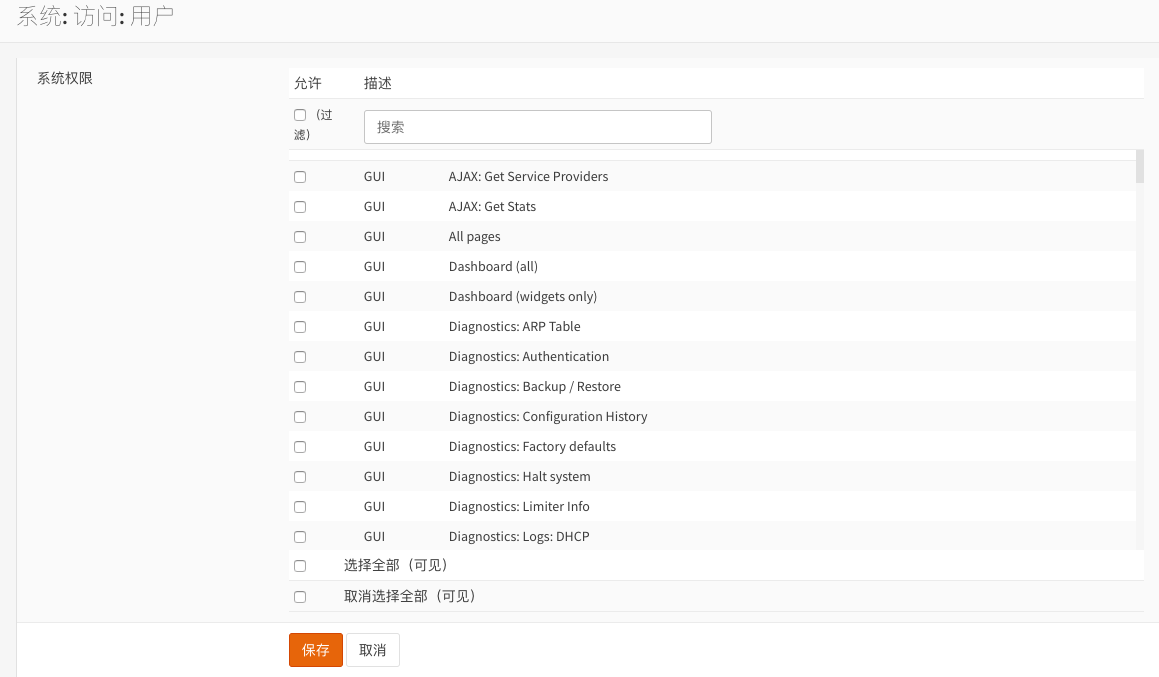 系统: 访问: 用户
系统权限
允许 描述
（过
滤）
搜索
GUI AJAX: Get Service Providers
GUI AJAX: Get Stats
GUI All pages
GUI Dashboard (all)
GUI Dashboard (widgets only)
GUI Diagnostics: ARP Table
GUI Diagnostics: Authentication
GUI Diagnostics: Backup / Restore
GUI Diagnostics: Configuration History
GUI Diagnostics: Factory defaults
GUI Diagnostics: Halt system
GUI Diagnostics: Limiter Info
GUI Diagnostics: Logs: DHCP
选择全部（可见）
取消选择全部（可见）
保存 取消